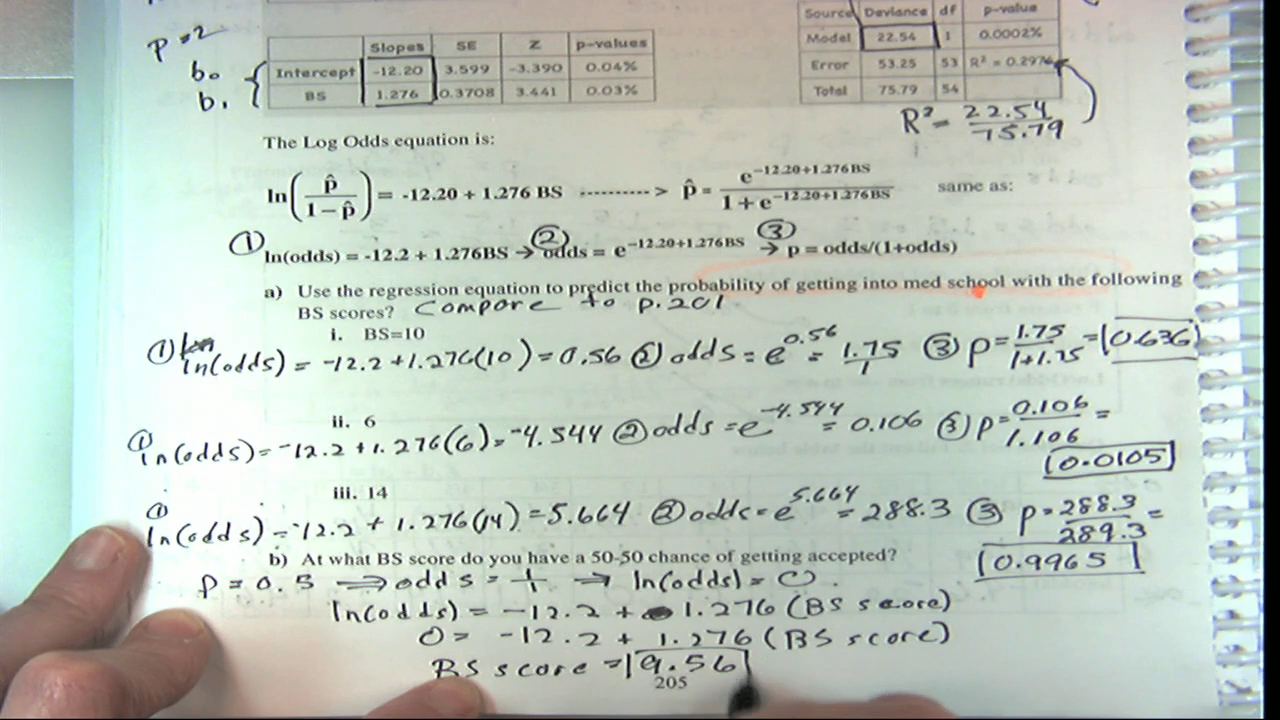 P = 2
Slopes SE Z p-values
b₀ Intercept -12.20 3.599 -3.390 0.04%
b₁ BS 1.276 0.3708 3.441 0.03%
Source Deviance df p-value
Model 22.54 1 0.0002%
Error 53.25 53 R² = 0.2974
Total 75.79 54
R² = 22.54 / 75.79
The Log Odds equation is:
ln(p̂ / 1 – p̂) = -12.20 + 1.276 BS ----------> p̂ = e^-12.20+1.276BS / 1 + e^-12.20+1.276BS same as:
① ln(odds) = -12.2 + 1.276BS → ② odds = e^-12.20+1.276BS ③ → p = odds/(1+odds)
a) Use the regression equation to predict the probability of getting into med school with the following
BS scores? Compare to p.201
i. BS=10
① ln(odds) = -12.2 + 1.276(10) = 0.56 ② odds = e^0.56 = 1.75/1 ③ p = 1.75 / 1+1.75 = 0.636
ii. 6
① ln(odds) = -12.2 + 1.276(6) = -4.544 ② odds = e^-4.544 = 0.106 ③ p = 0.106 / 1.106 =
0.0105
iii. 14
① ln(odds) = -12.2 + 1.276(14) = 5.664 ② odds = e^5.664 = 288.3 ③ p = 288.3 / 289.3 =
0.9965
b) At what BS score do you have a 50-50 chance of getting accepted?
P = 0.5 → odds = 1/1 → ln(odds) = 0.
ln(odds) = -12.2 + 1.276 (BS score)
0 = -12.2 + 1.276 (BS score)
BS score = 9.56
205